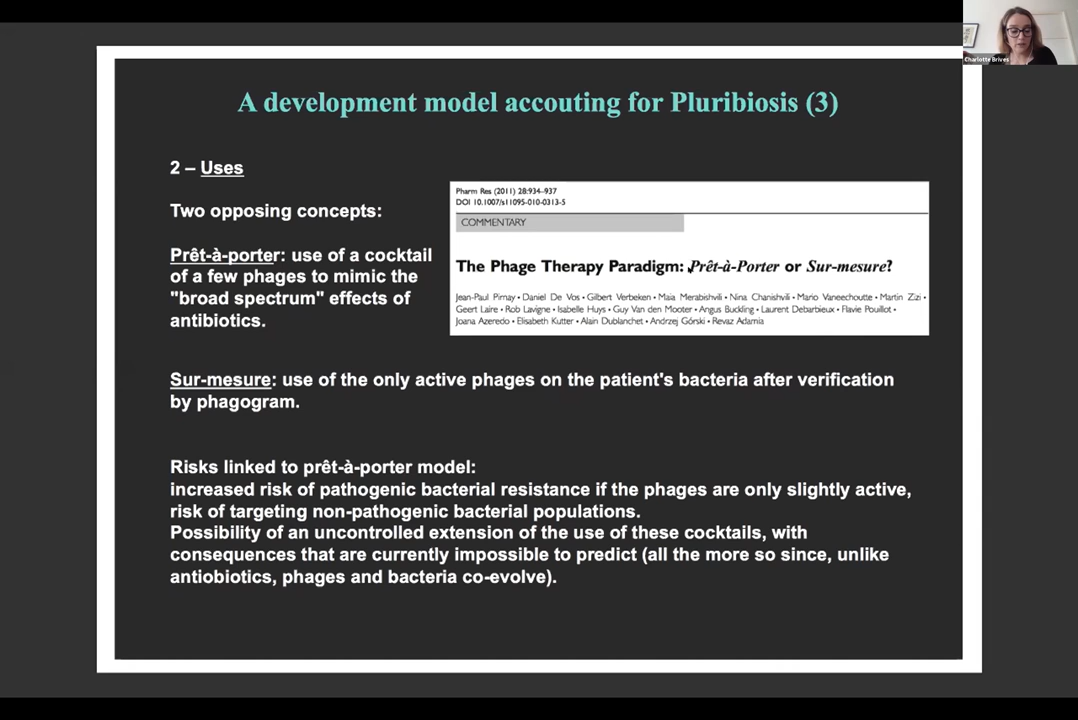 Charlotte Brives
A development model accouting for Pluribiosis (3)
2 – Uses
Two opposing concepts:
Prêt-à-porter: use of a cocktail
of a few phages to mimic the
"broad spectrum" effects of
antibiotics.
Pharm Res (2011) 28:934–937
DOI 10.1007/s11095-010-0313-5
COMMENTARY
The Phage Therapy Paradigm: Prêt-à-Porter or Sur-mesure?
Jean-Paul Pirnay • Daniel De Vos • Gilbert Verbeken • Maia Merabishvili • Nina Chanishvili • Mario Vaneechoutte • Martin Zizi •
Geert Laire • Rob Lavigne • Isabelle Huys • Guy Van den Mooter • Angus Buckling • Laurent Debarbieux • Flavie Pouillot •
Joana Azeredo • Elisabeth Kutter • Alain Dublanchet • Andrzej Górski • Revaz Adamia
Sur-mesure: use of the only active phages on the patient's bacteria after verification
by phagogram.
Risks linked to prêt-à-porter model:
increased risk of pathogenic bacterial resistance if the phages are only slightly active,
risk of targeting non-pathogenic bacterial populations.
Possibility of an uncontrolled extension of the use of these cocktails, with
consequences that are currently impossible to predict (all the more so since, unlike
antiobiotics, phages and bacteria co-evolve).